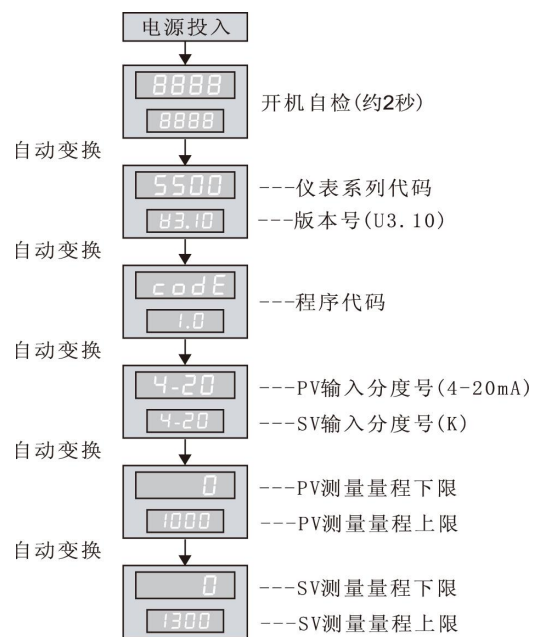 电源投入
8888
开机自检(约2秒)
8888
自动变换
5500
---仪表系列代码
U3.10
---版本号(U3.10)
自动变换
codE
---程序代码
1.0
自动变换
4-20
---PV输入分度号(4-20mA)
4-20
---SV输入分度号(K)
自动变换
0
---PV测量量程下限
1000
---PV测量量程上限
自动变换
0
---SV测量量程下限
1300
---SV测量量程上限